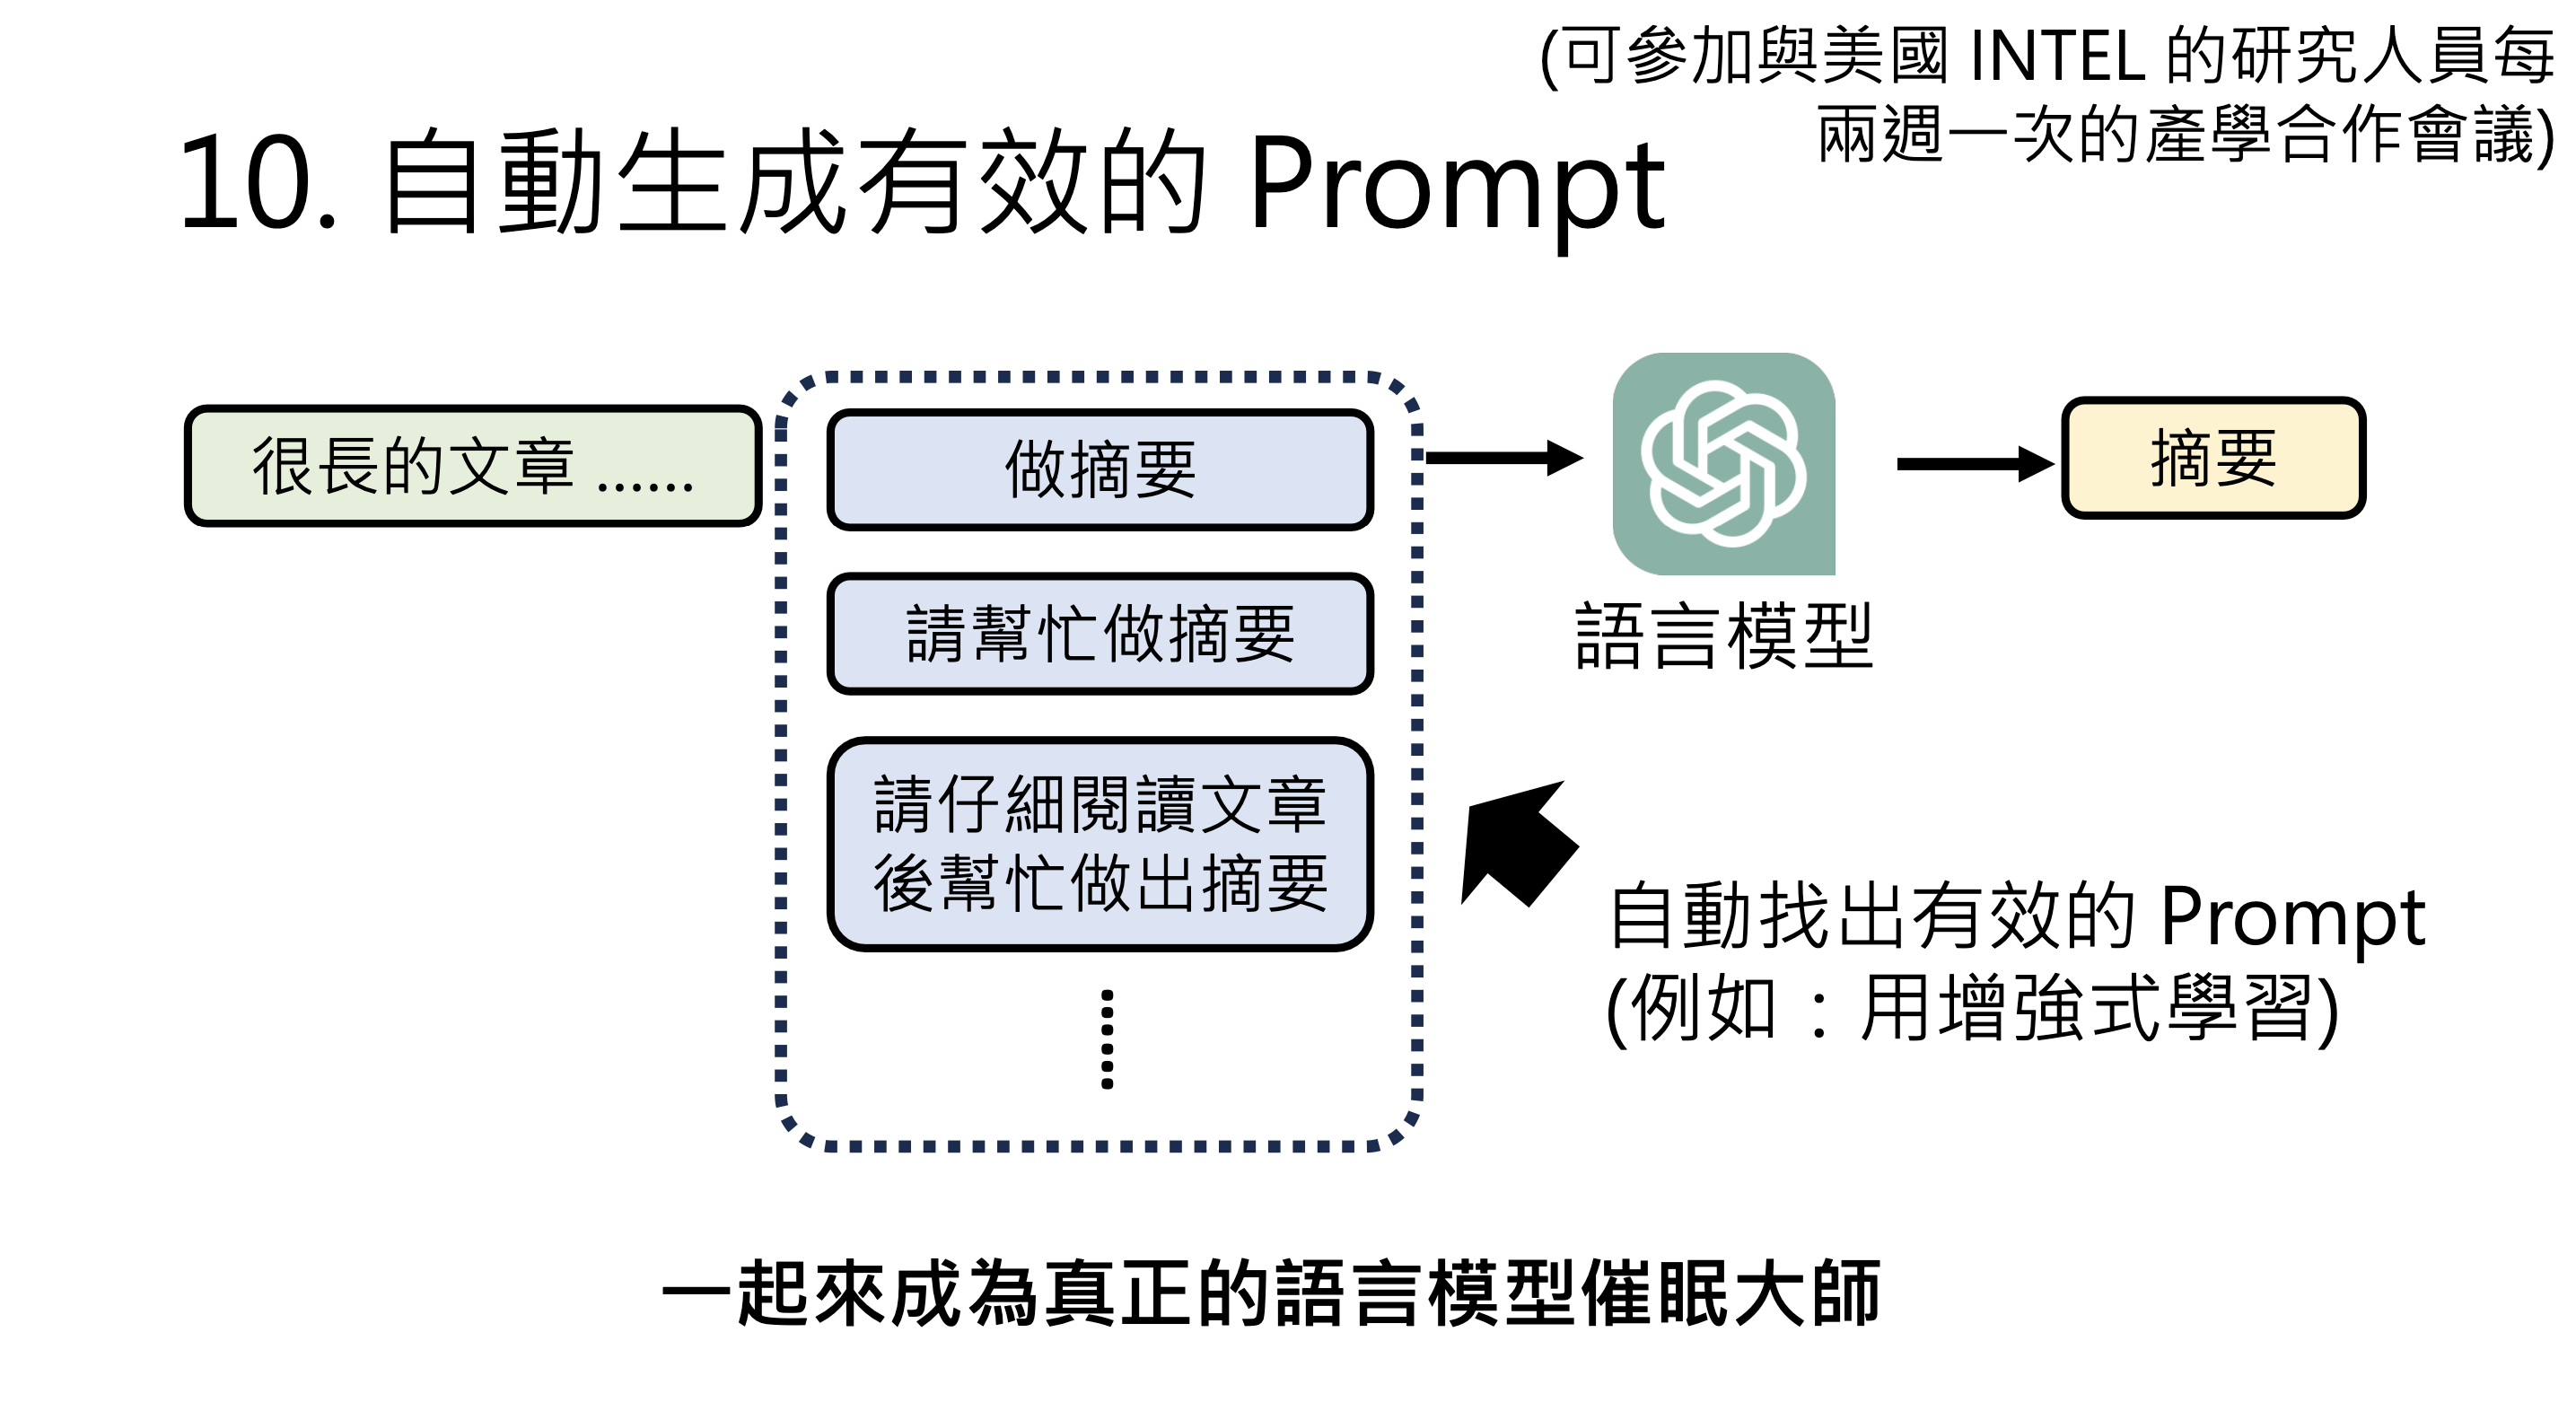 (可參加與美國 INTEL 的研究人員每
兩週一次的產學合作會議)
10. 自動生成有效的 Prompt
很長的文章 ......
做摘要
請幫忙做摘要
請仔細閱讀文章
後幫忙做出摘要
......
語言模型
摘要
自動找出有效的 Prompt
(例如：用增強式學習)
一起來成為真正的語言模型催眠大師